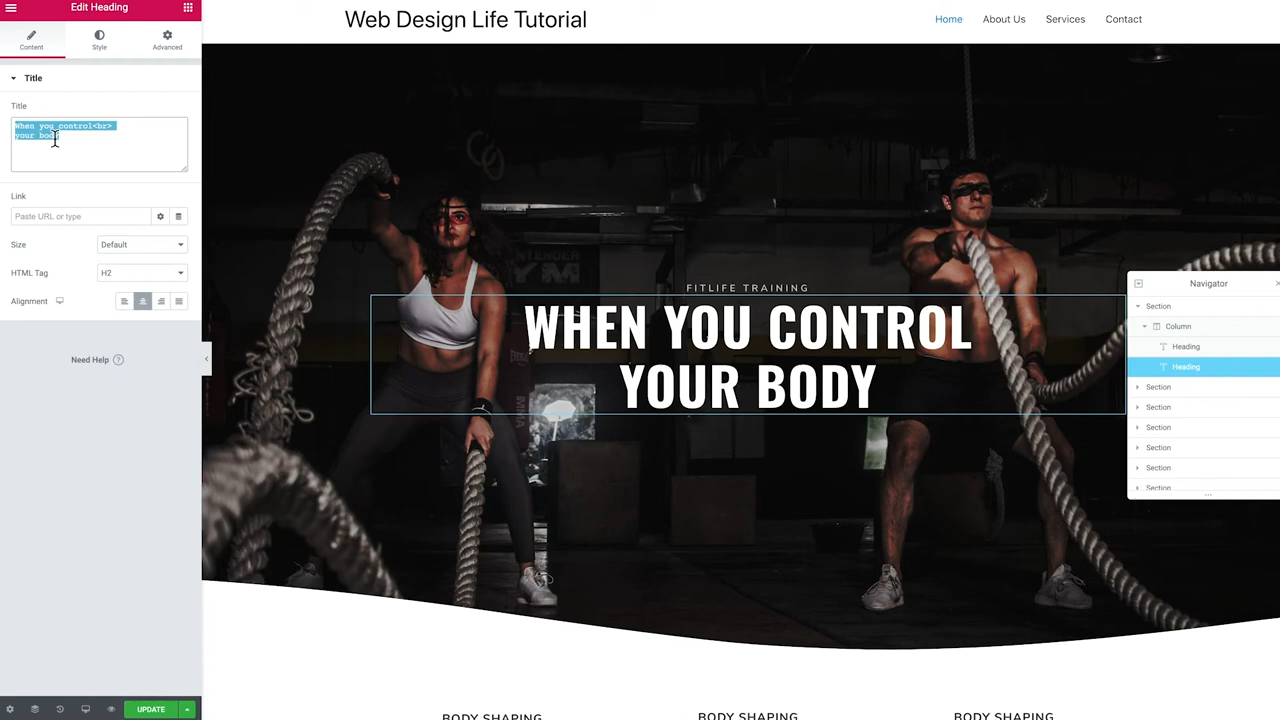 Edit Heading
Content
Style
Advanced
Title
Title
When you control<br>
your body
Link
Paste URL or type
Size
Default
HTML Tag
H2
Alignment
Need Help
?
UPDATE
Web Design Life Tutorial
Home
About Us
Services
Contact
FITLIFE TRAINING
WHEN YOU CONTROL
YOUR BODY
Navigator
Section
Column
Heading
Heading
Section
Section
Section
Section
Section
Section
BODY SHAPING
BODY SHAPING
BODY SHAPING